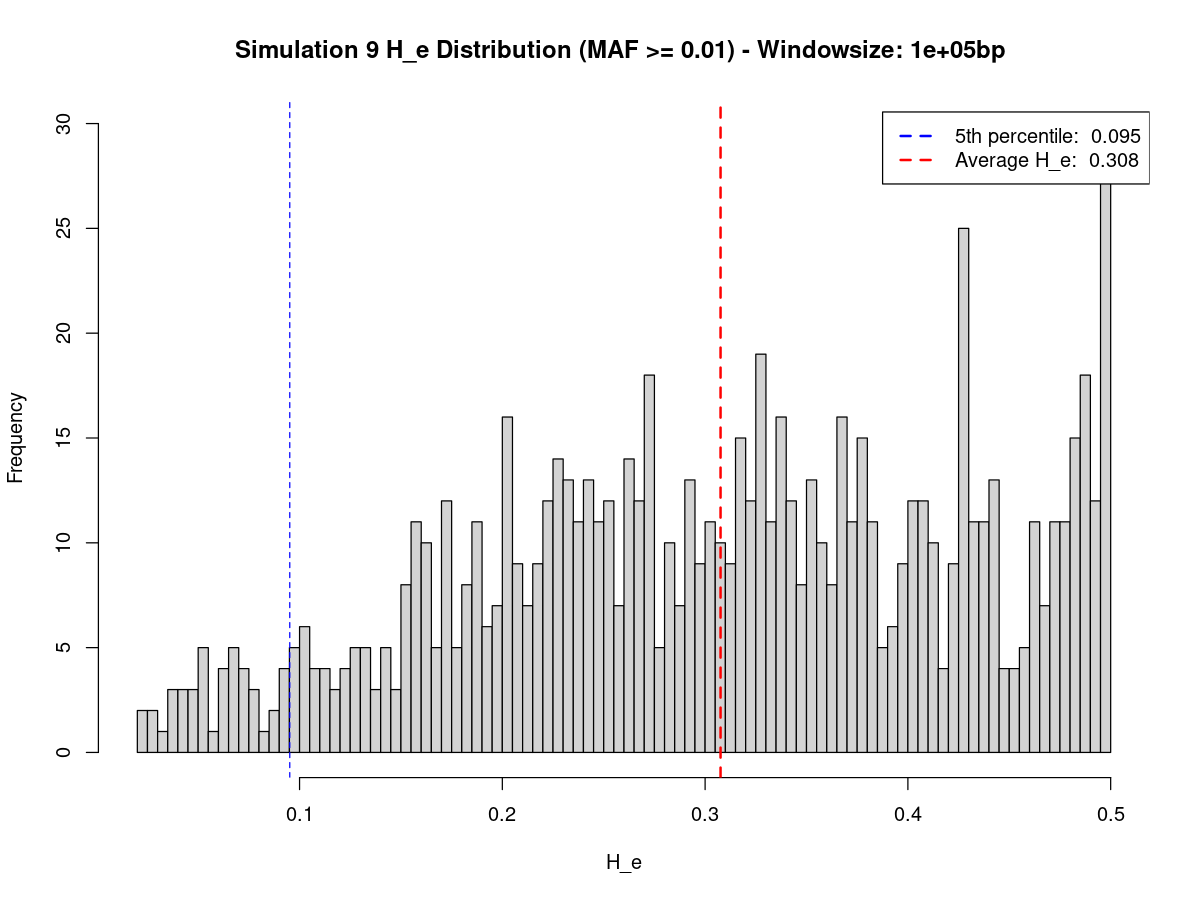 Simulation 9 H_e Distribution (MAF >= 0.01) - Windowsize: 1e+05bp
5th percentile: 0.095
Average H_e: 0.308
Frequency
30
25
20
15
10
5
0
0.1 0.2 0.3 0.4 0.5
H_e